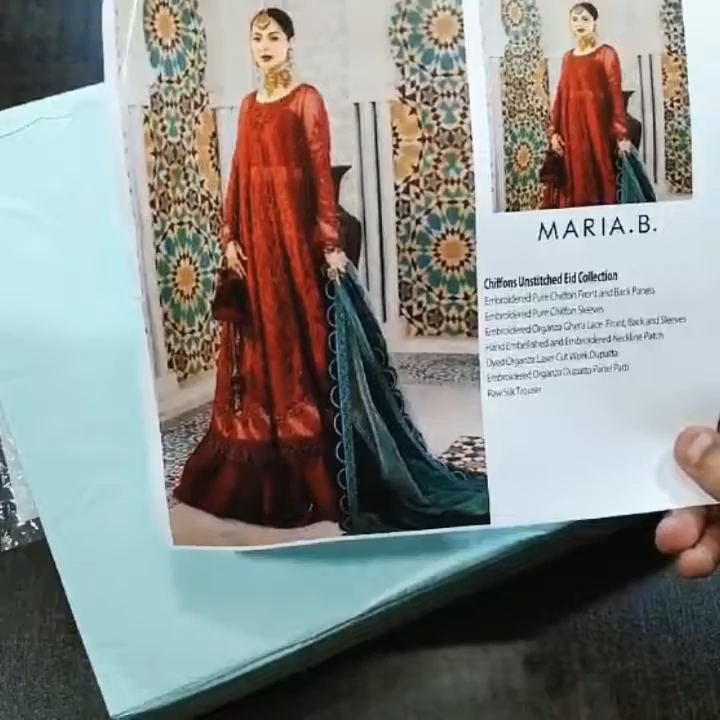 MARIA.B.
Chiffons Unstitched Eid Collection
Embroidered Pure Chiffon Front and Back Panels
Embroidered Pure Chiffon Sleeves
Embroidered Organza Ghera Lace Front, Back and Sleeves
Hand Embellished and Embroidered Neckline Patch
Dyed Organza Laser Cut Work Dupatta
Embroidered Organza Dupatta Panel Patti
Raw Silk Trouser